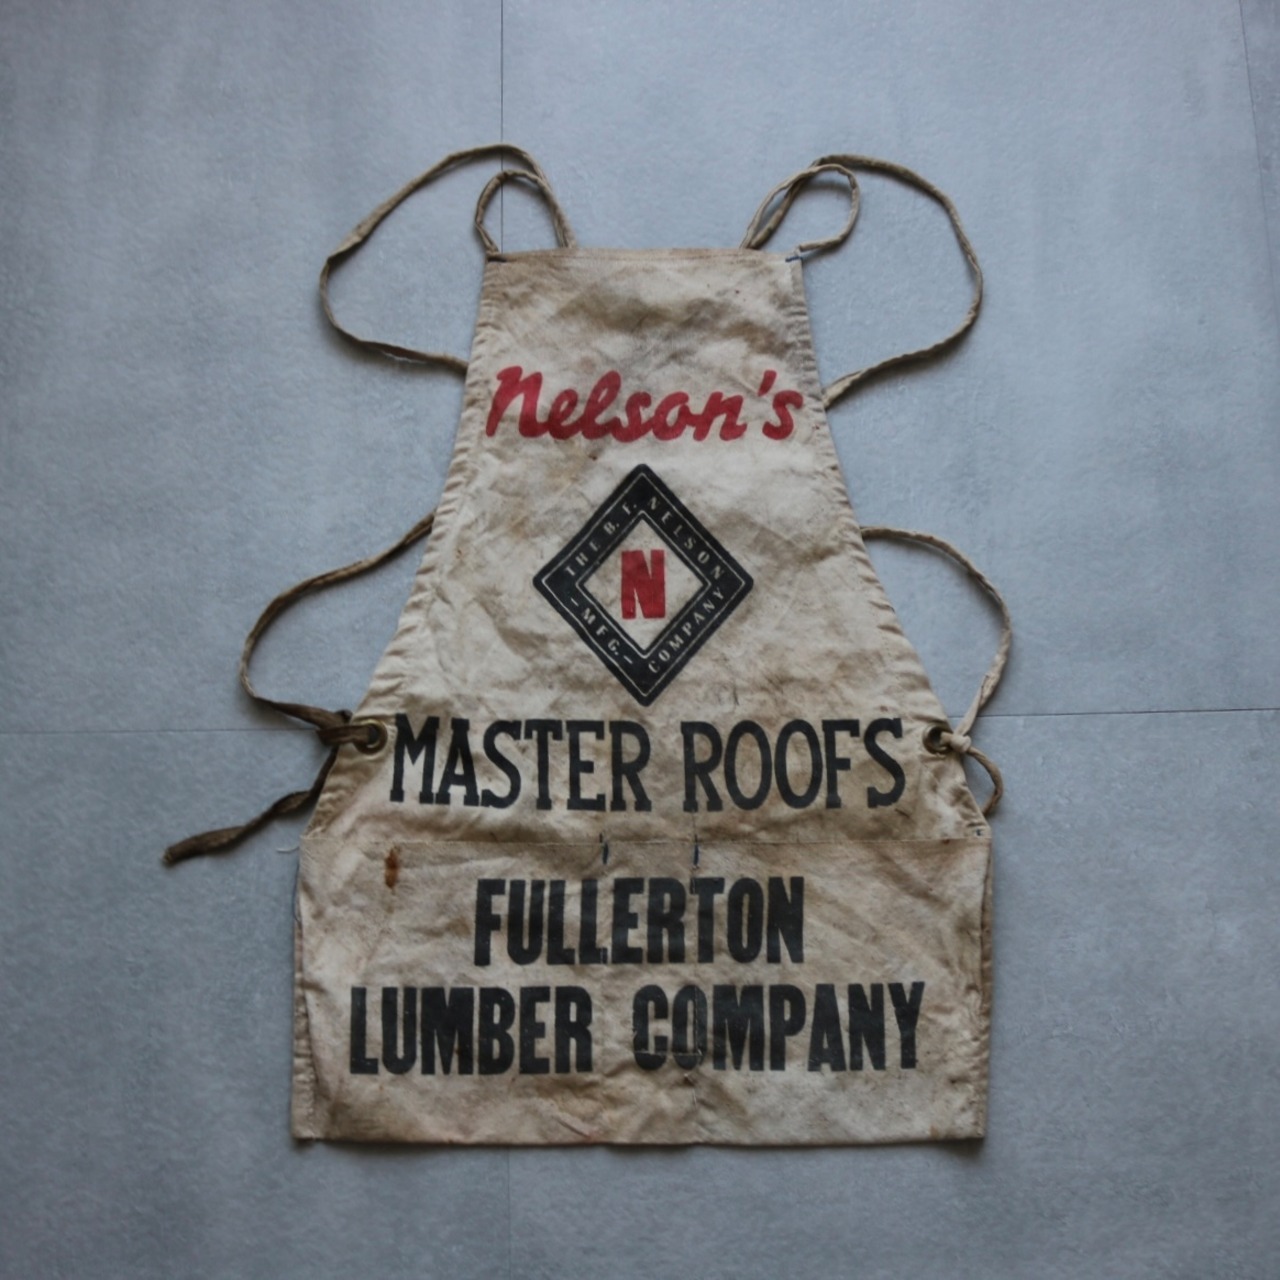 Nelson's
THE B. F. NELSON
N
- MFG. - COMPANY
MASTER ROOFS
FULLERTON
LUMBER COMPANY